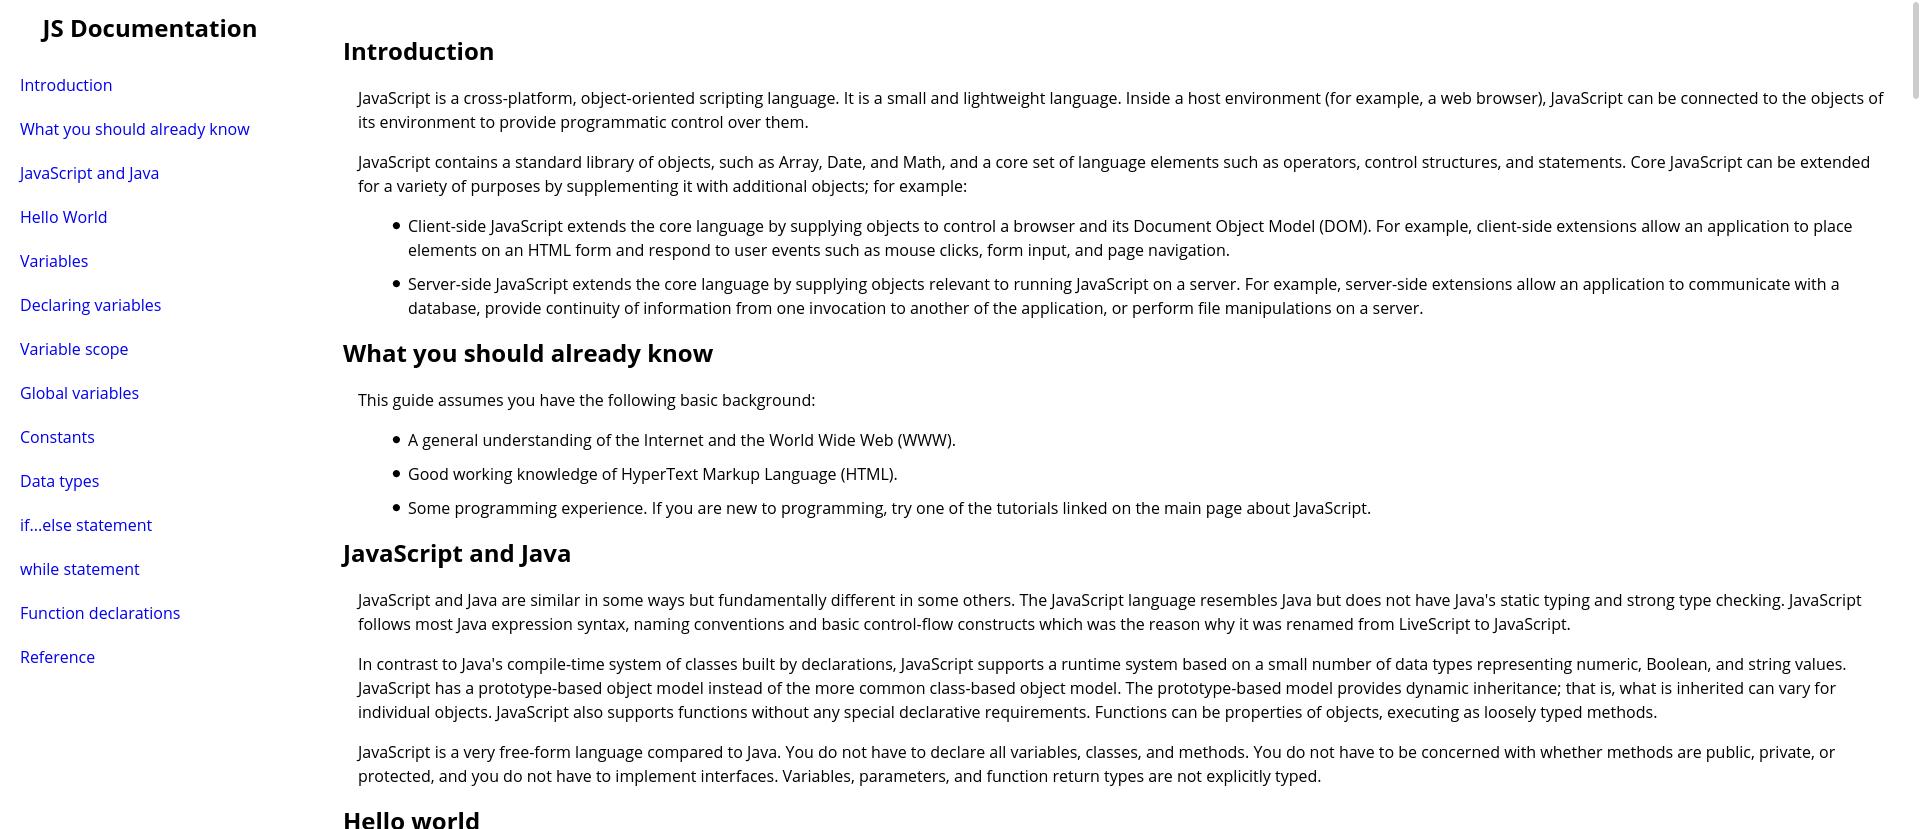 JS Documentation
Introduction
What you should already know
JavaScript and Java
Hello World
Variables
Declaring variables
Variable scope
Global variables
Constants
Data types
if...else statement
while statement
Function declarations
Reference
Introduction
JavaScript is a cross-platform, object-oriented scripting language. It is a small and lightweight language. Inside a host environment (for example, a web browser), JavaScript can be connected to the objects of
its environment to provide programmatic control over them.
JavaScript contains a standard library of objects, such as Array, Date, and Math, and a core set of language elements such as operators, control structures, and statements. Core JavaScript can be extended
for a variety of purposes by supplementing it with additional objects; for example:
● Client-side JavaScript extends the core language by supplying objects to control a browser and its Document Object Model (DOM). For example, client-side extensions allow an application to place
elements on an HTML form and respond to user events such as mouse clicks, form input, and page navigation.
● Server-side JavaScript extends the core language by supplying objects relevant to running JavaScript on a server. For example, server-side extensions allow an application to communicate with a
database, provide continuity of information from one invocation to another of the application, or perform file manipulations on a server.
What you should already know
This guide assumes you have the following basic background:
● A general understanding of the Internet and the World Wide Web (WWW).
● Good working knowledge of HyperText Markup Language (HTML).
● Some programming experience. If you are new to programming, try one of the tutorials linked on the main page about JavaScript.
JavaScript and Java
JavaScript and Java are similar in some ways but fundamentally different in some others. The JavaScript language resembles Java but does not have Java's static typing and strong type checking. JavaScript
follows most Java expression syntax, naming conventions and basic control-flow constructs which was the reason why it was renamed from LiveScript to JavaScript.
In contrast to Java's compile-time system of classes built by declarations, JavaScript supports a runtime system based on a small number of data types representing numeric, Boolean, and string values.
JavaScript has a prototype-based object model instead of the more common class-based object model. The prototype-based model provides dynamic inheritance; that is, what is inherited can vary for
individual objects. JavaScript also supports functions without any special declarative requirements. Functions can be properties of objects, executing as loosely typed methods.
JavaScript is a very free-form language compared to Java. You do not have to declare all variables, classes, and methods. You do not have to be concerned with whether methods are public, private, or
protected, and you do not have to implement interfaces. Variables, parameters, and function return types are not explicitly typed.
Hello world